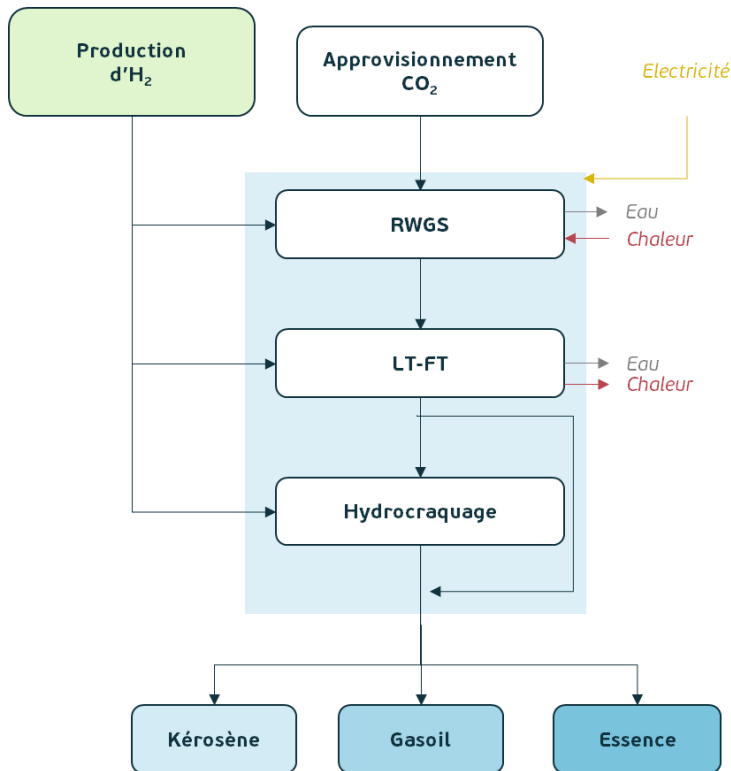 Production
d'H₂
Approvisionnement
CO₂
Electricité
RWGS
Eau
Chaleur
LT-FT
Eau
Chaleur
Hydrocraquage
Kérosène
Gasoil
Essence